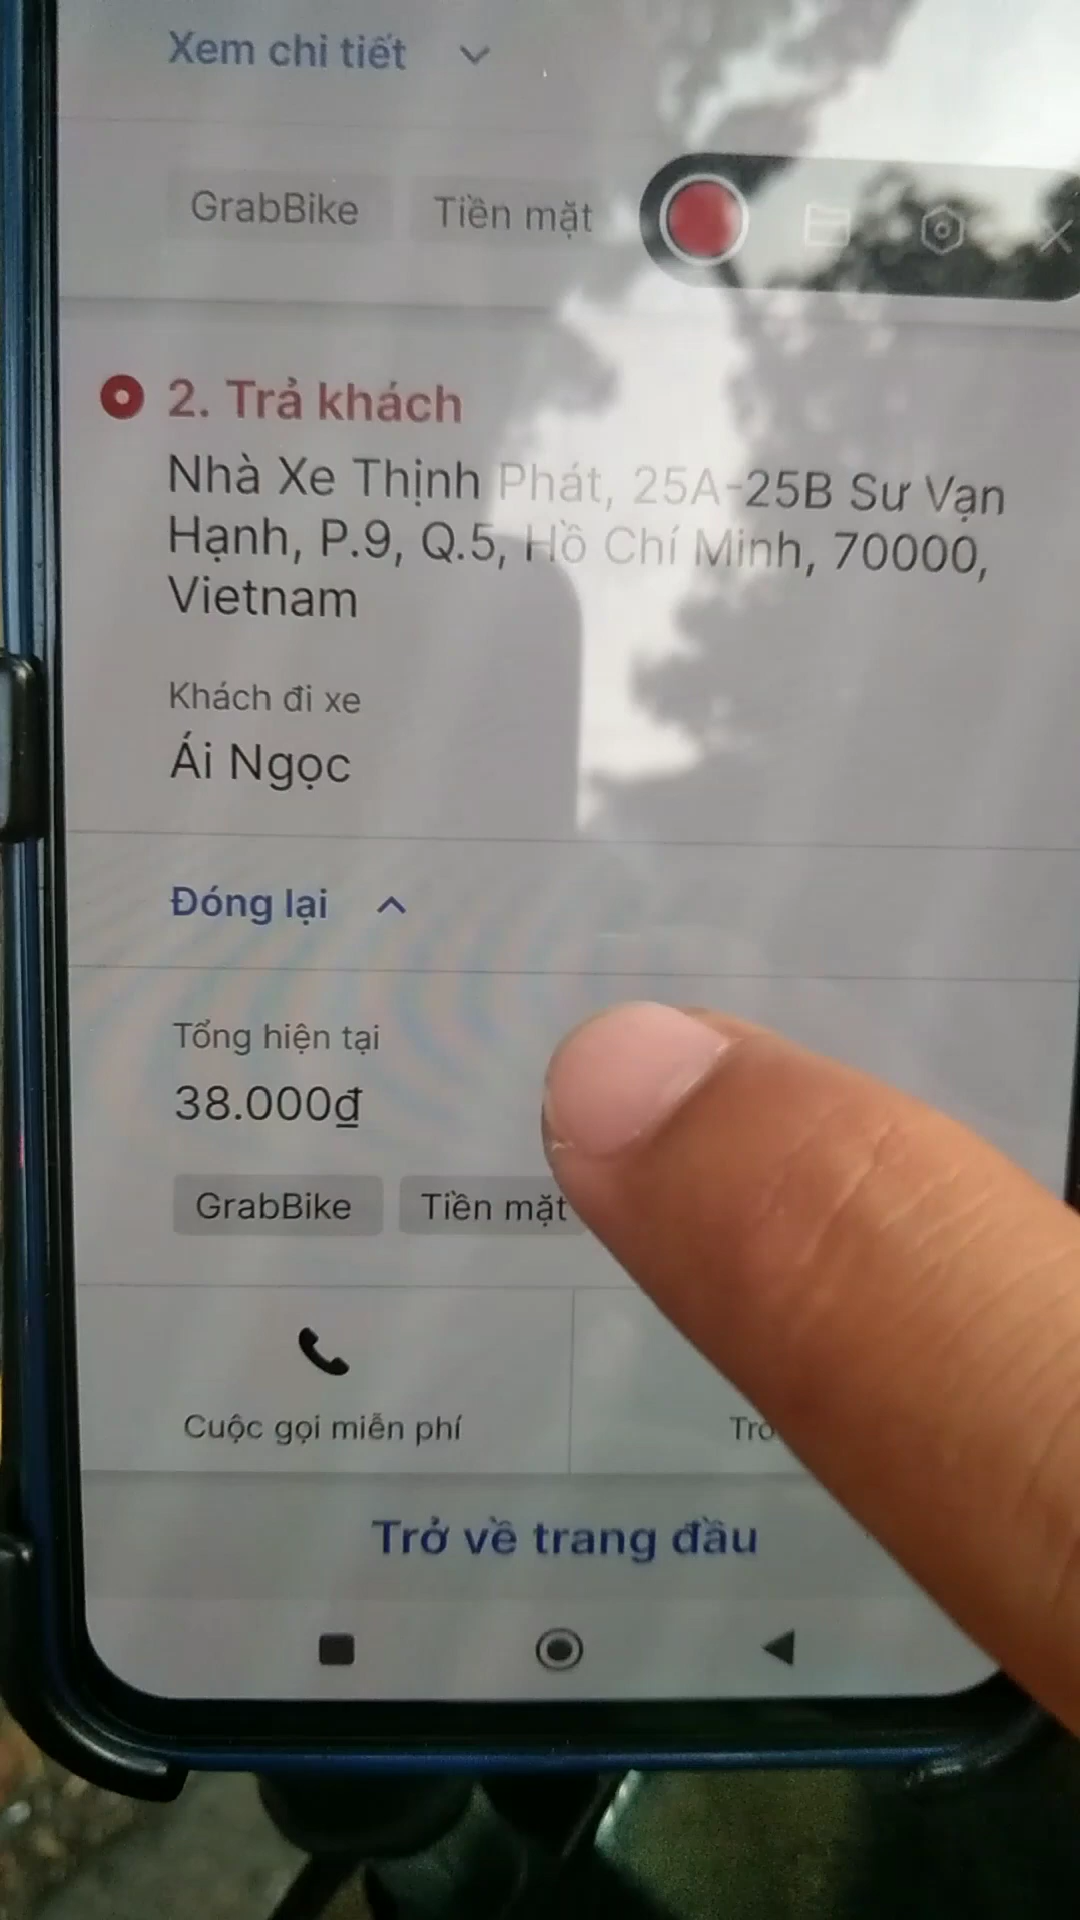 Xem chi tiết
GrabBike Tiền mặt
2. Trả khách
Nhà Xe Thịnh Phát, 25A-25B Sư Vạn
Hạnh, P.9, Q.5, Hồ Chí Minh, 70000,
Vietnam
Khách đi xe
Ái Ngọc
Đóng lại
Tổng hiện tại
38.000₫
GrabBike Tiền mặt
Cuộc gọi miễn phí
Trở về trang đầu